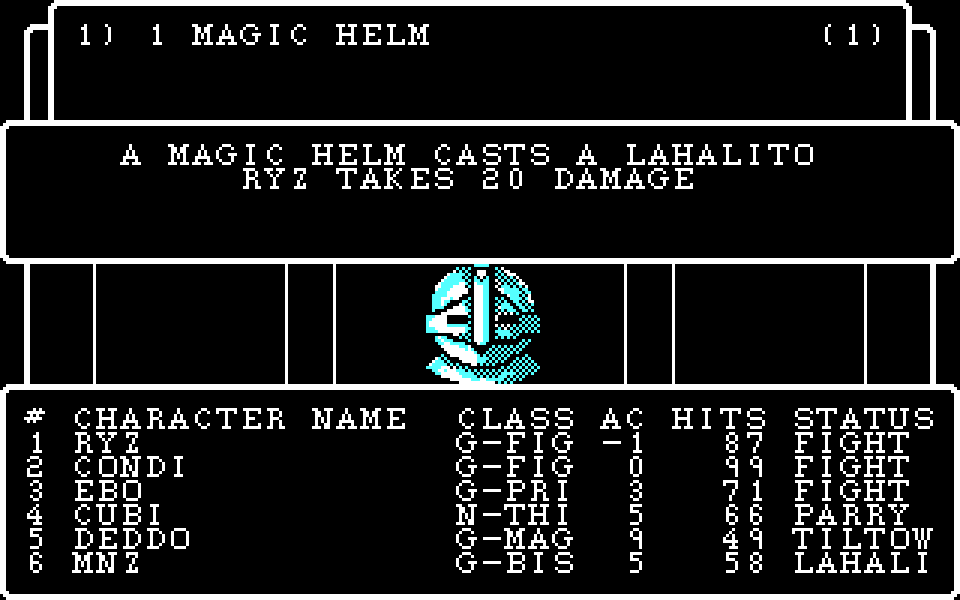 1) 1 MAGIC HELM (1)
A MAGIC HELM CASTS A LAHALITO
RYZ TAKES 20 DAMAGE
# CHARACTER NAME CLASS AC HITS STATUS
1 RYZ G-FIG -1 87 FIGHT
2 CONDI G-FIG 0 99 FIGHT
3 EBO G-PRI 3 71 FIGHT
4 CUBI N-THI 5 66 PARRY
5 DEDDO G-MAG 9 49 TILTOW
6 MNZ G-BIS 5 58 LAHALI